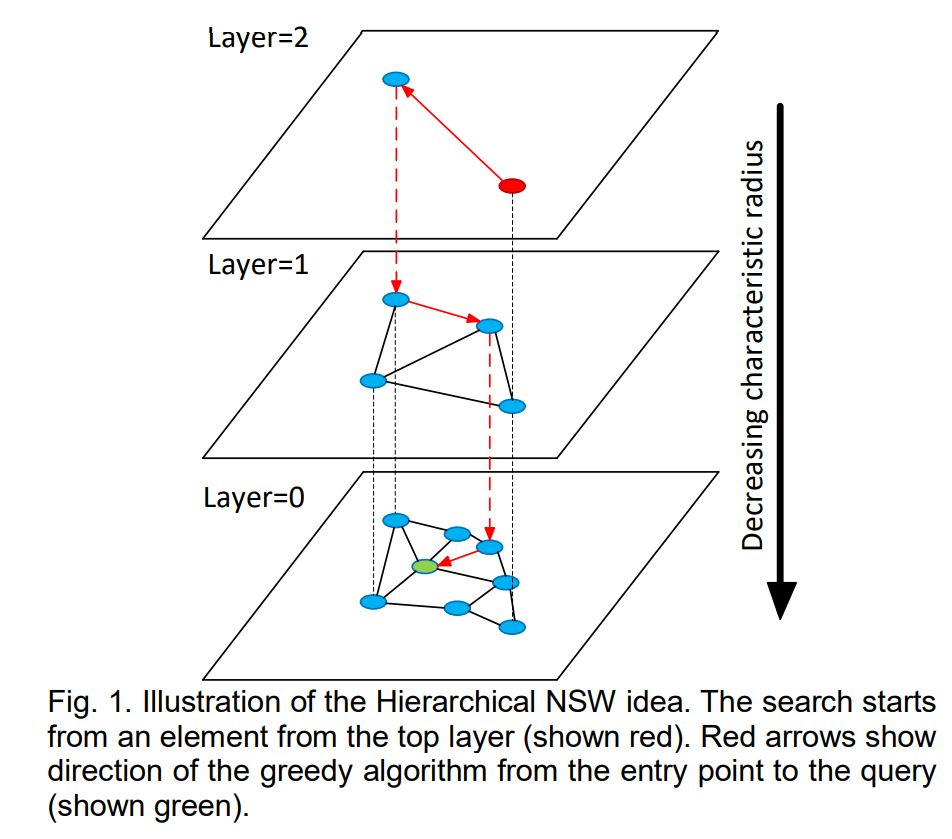 Layer=2
Layer=1
Decreasing characteristic radius
Layer=0
Fig. 1. Illustration of the Hierarchical NSW idea. The search starts
from an element from the top layer (shown red). Red arrows show
direction of the greedy algorithm from the entry point to the query
(shown green).